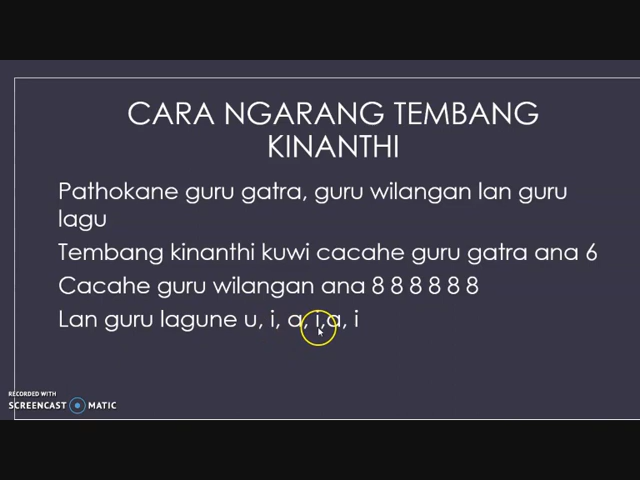 CARA NGARANG TEMBANG
KINANTHI
Pathokane guru gatra, guru wilangan lan guru
lagu
Tembang kinanthi kuwi cacahe guru gatra ana 6
Cacahe guru wilangan ana 8 8 8 8 8 8
Lan guru lagune u, i, a, i,a, i
RECORDED WITH
SCREENCAST MATIC